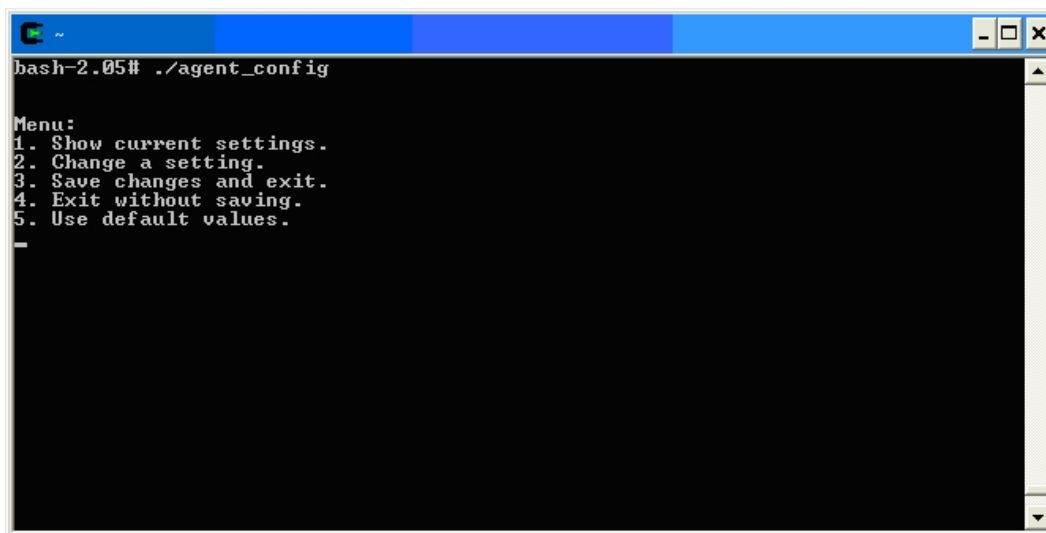 ~
bash-2.05# ./agent_config
Menu:
1. Show current settings.
2. Change a setting.
3. Save changes and exit.
4. Exit without saving.
5. Use default values.